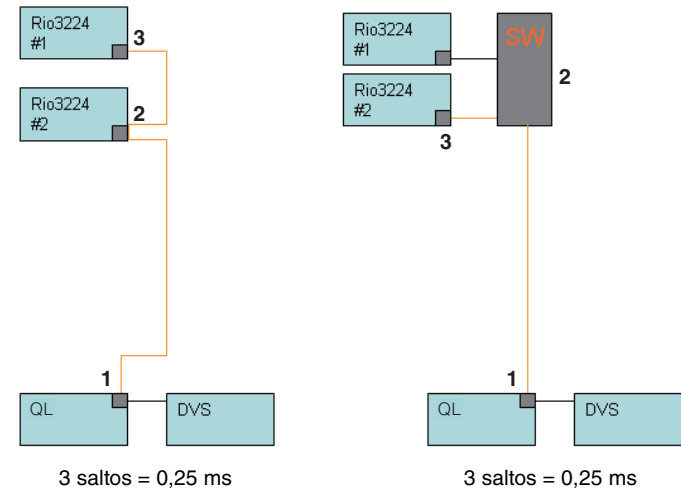 Rio3224
#1
3
Rio3224
#2
2
1
QL
DVS
3 saltos = 0,25 ms
Rio3224
#1
SW
2
Rio3224
#2
3
1
QL
DVS
3 saltos = 0,25 ms